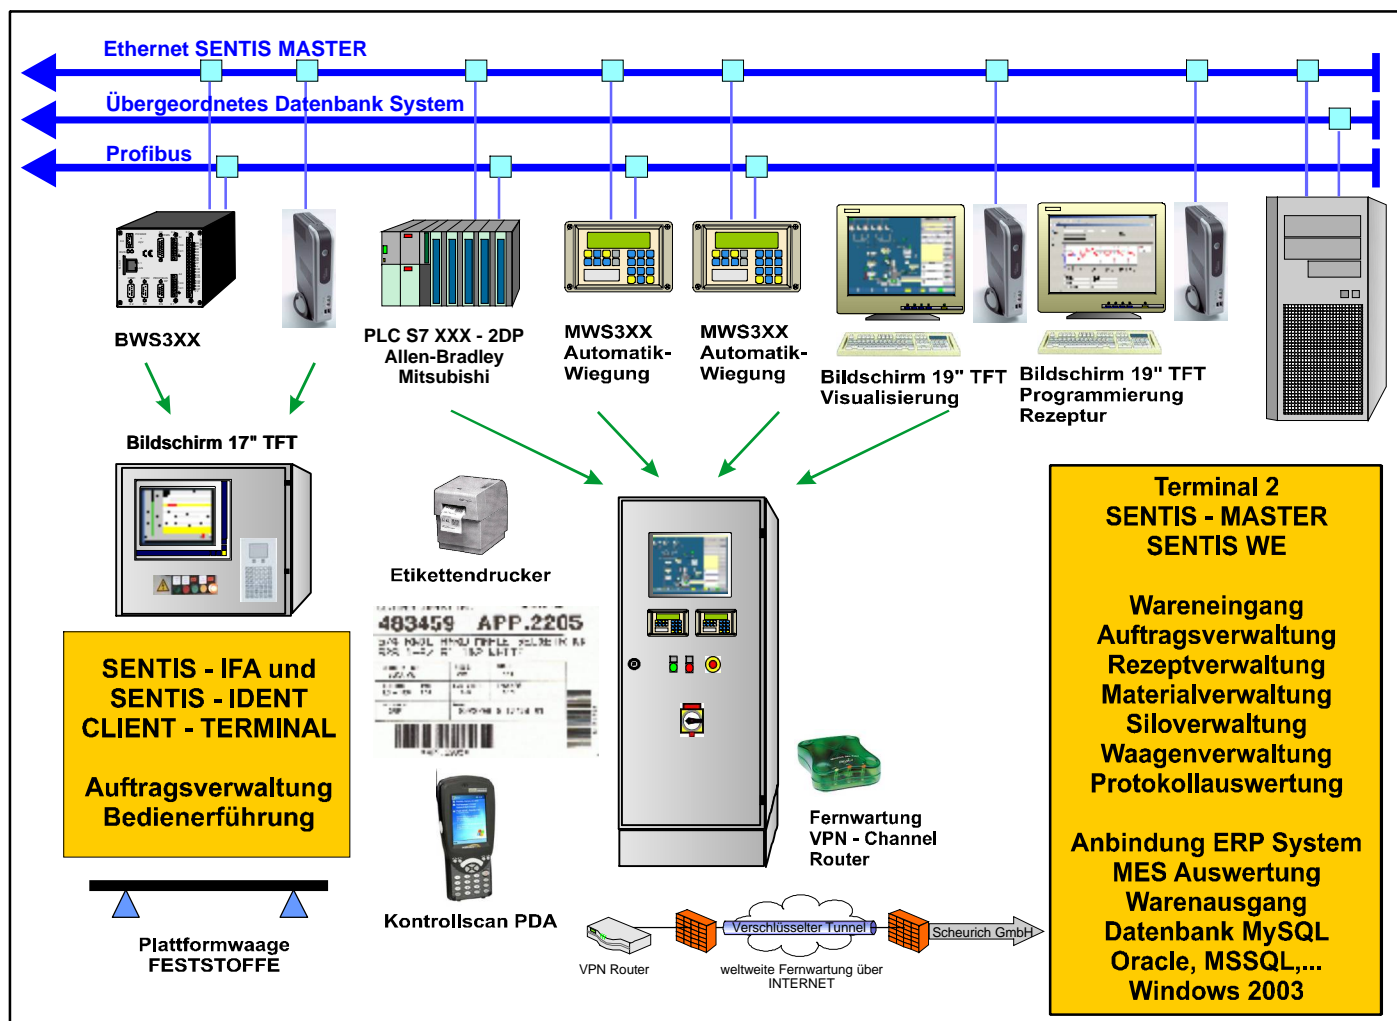 Ethernet SENTIS MASTER
Übergeordnetes Datenbank System
Profibus
BWS3XX
PLC S7 XXX - 2DP
Allen-Bradley
Mitsubishi
MWS3XX
Automatik-
Wiegung
MWS3XX
Automatik-
Wiegung
Bildschirm 19" TFT
Visualisierung
Bildschirm 19" TFT
Programmierung
Rezeptur
Bildschirm 17" TFT
Etikettendrucker
483459 APP.2205
SENTIS - IFA und
SENTIS - IDENT
CLIENT - TERMINAL
Auftragsverwaltung
Bedienerführung
Plattformwaage
FESTSTOFFE
Kontrollscan PDA
Fernwartung
VPN - Channel
Router
VPN Router
Verschlüsselter Tunnel
Scheurich GmbH
weltweite Fernwartung über
INTERNET
Terminal 2
SENTIS - MASTER
SENTIS WE
Wareneingang
Auftragsverwaltung
Rezeptverwaltung
Materialverwaltung
Siloverwaltung
Waagenverwaltung
Protokollauswertung
Anbindung ERP System
MES Auswertung
Warenausgang
Datenbank MySQL
Oracle, MSSQL,...
Windows 2003